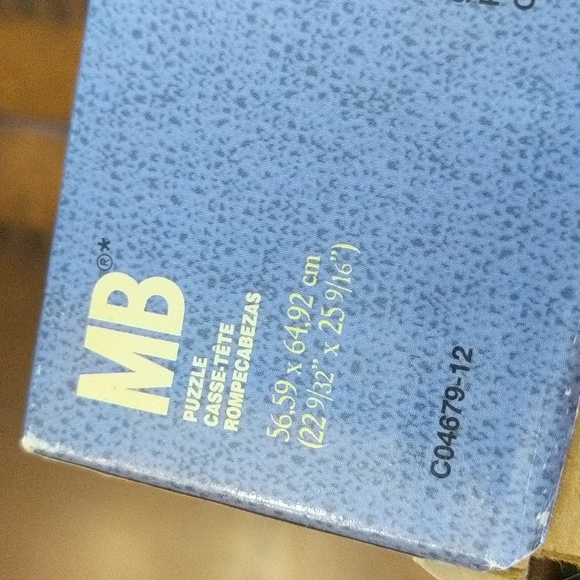 MB®*
PUZZLE
CASSE-TÊTE
ROMPECABEZAS
56.59 x 64.92 cm
(22 9/32" x 25 9/16")
C04679-12